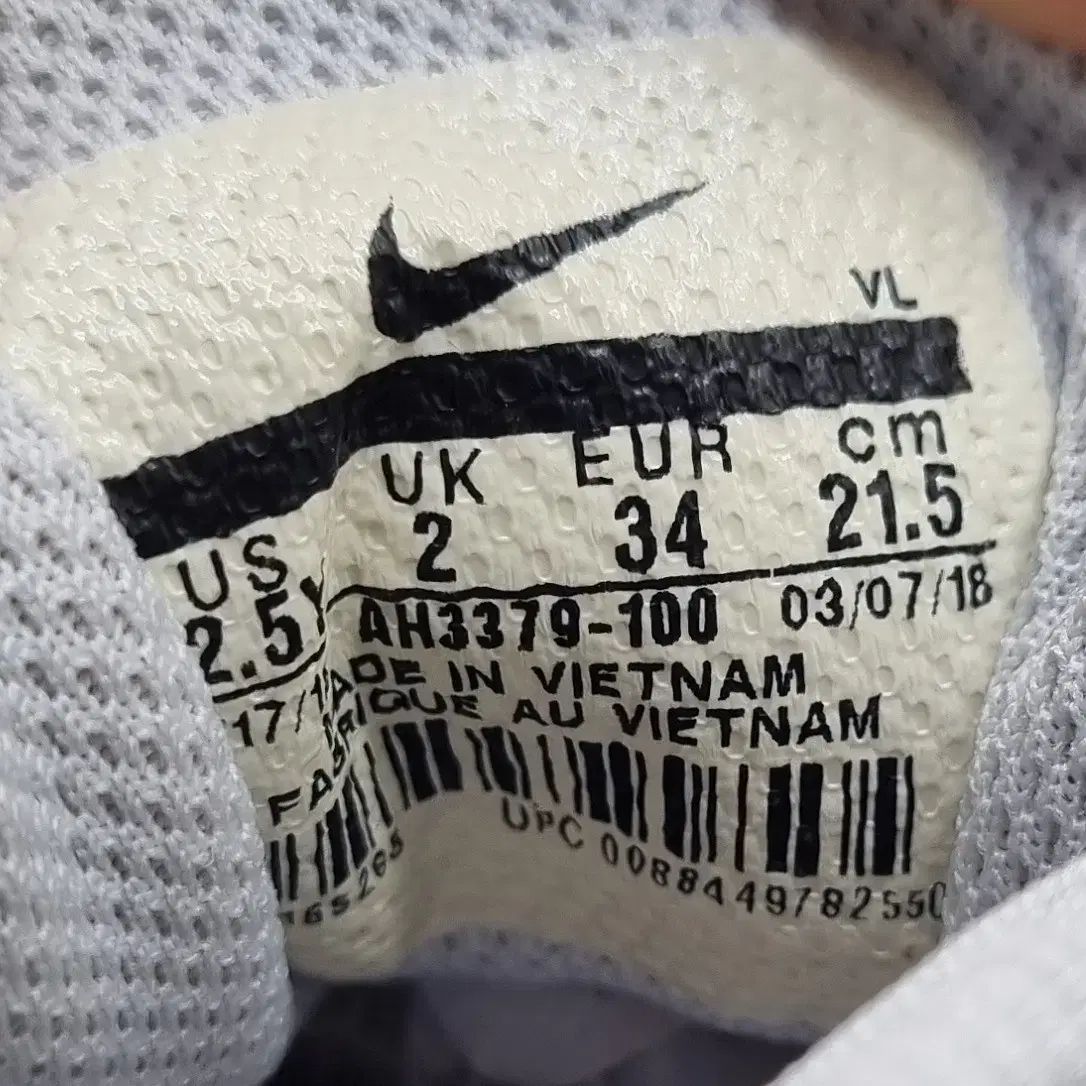 VL
US UK EUR cm
2.5Y 2 34 21.5
AH3379-100 03/07/18
MADE IN VIETNAM
FABRIQUE AU VIETNAM
UPC 0088449782550